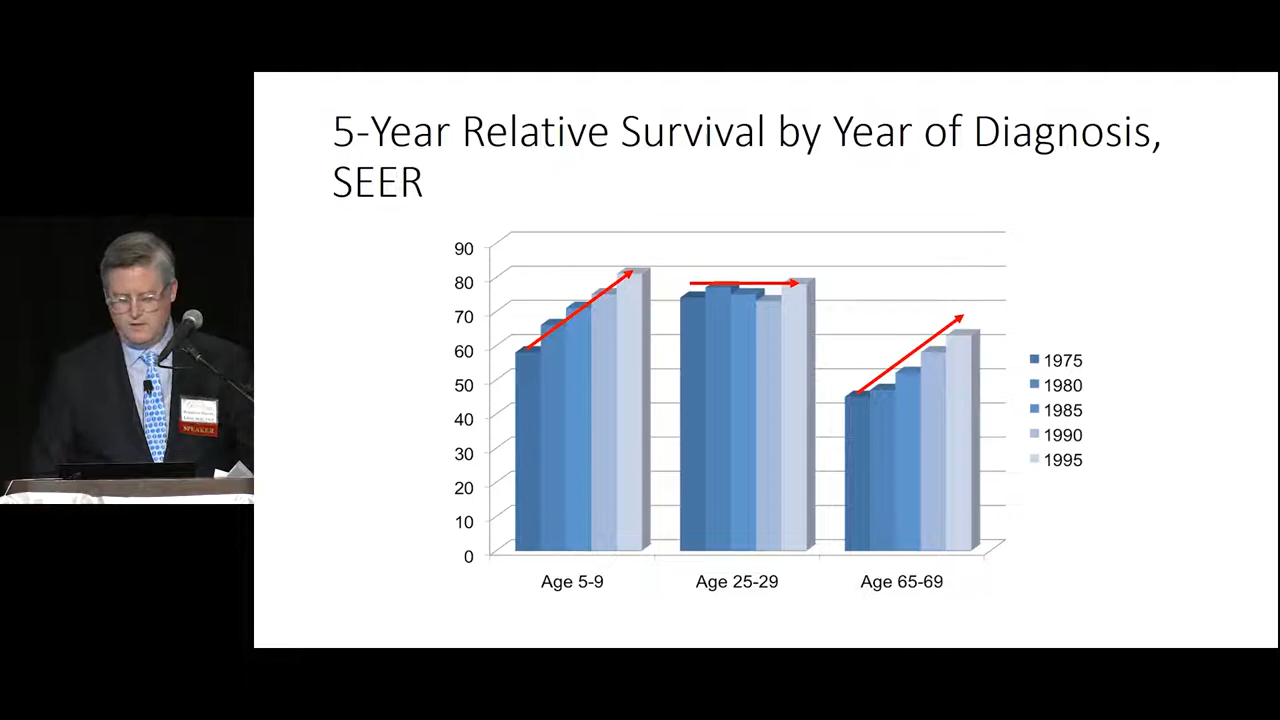 5-Year Relative Survival by Year of Diagnosis,
SEER
90
80
70
60
50
40
30
20
10
0
Age 5-9
Age 25-29
Age 65-69
1975
1980
1985
1990
1995
SPEAKER